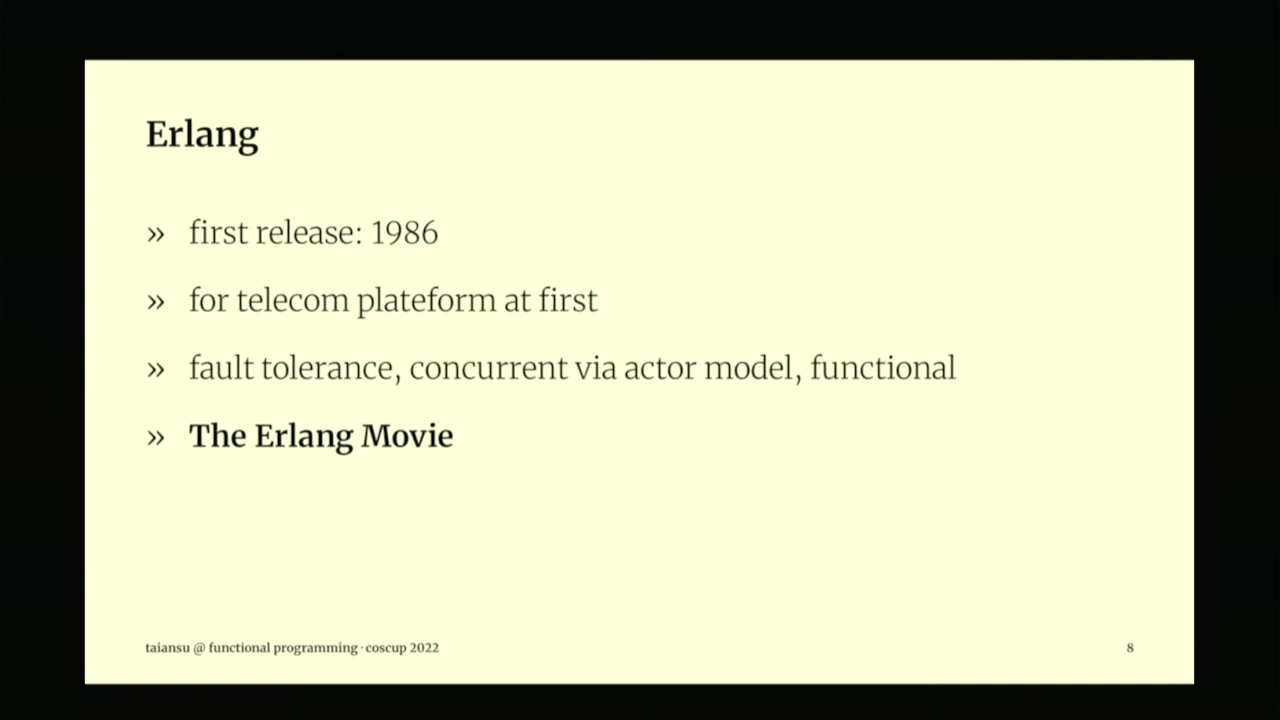 Erlang
» first release: 1986
» for telecom plateform at first
» fault tolerance, concurrent via actor model, functional
» The Erlang Movie
taiansu @ functional programming · coscup 2022
8